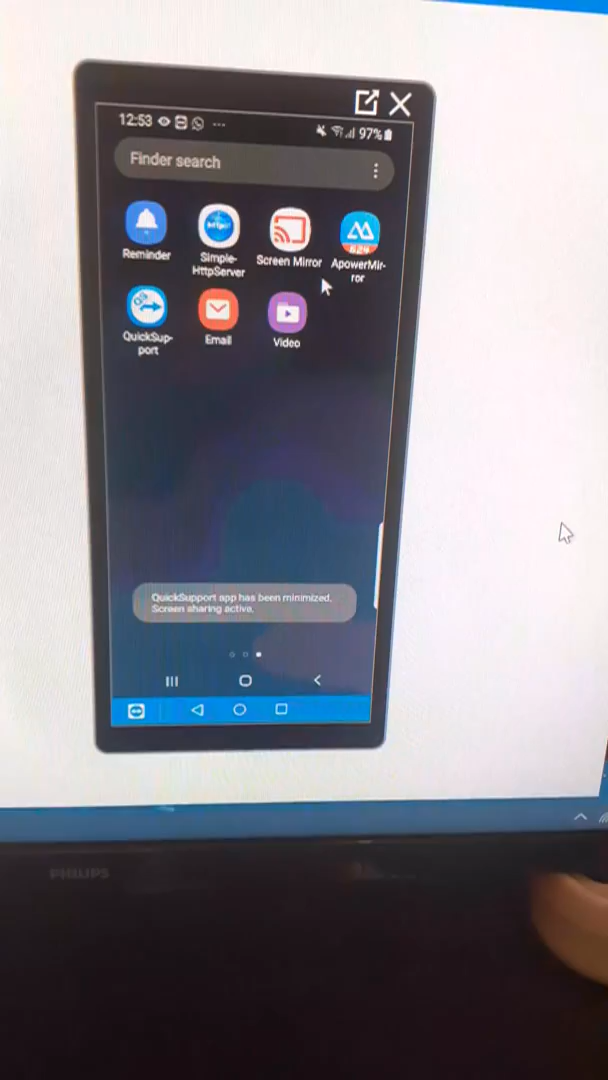 12:53
97%
Finder search
Reminder
Simple-
HttpServer
Screen Mirror
ApowerMir-
ror
QuickSup-
port
Email
Video
QuickSupport app has been minimized.
Screen sharing active.
PHILIPS